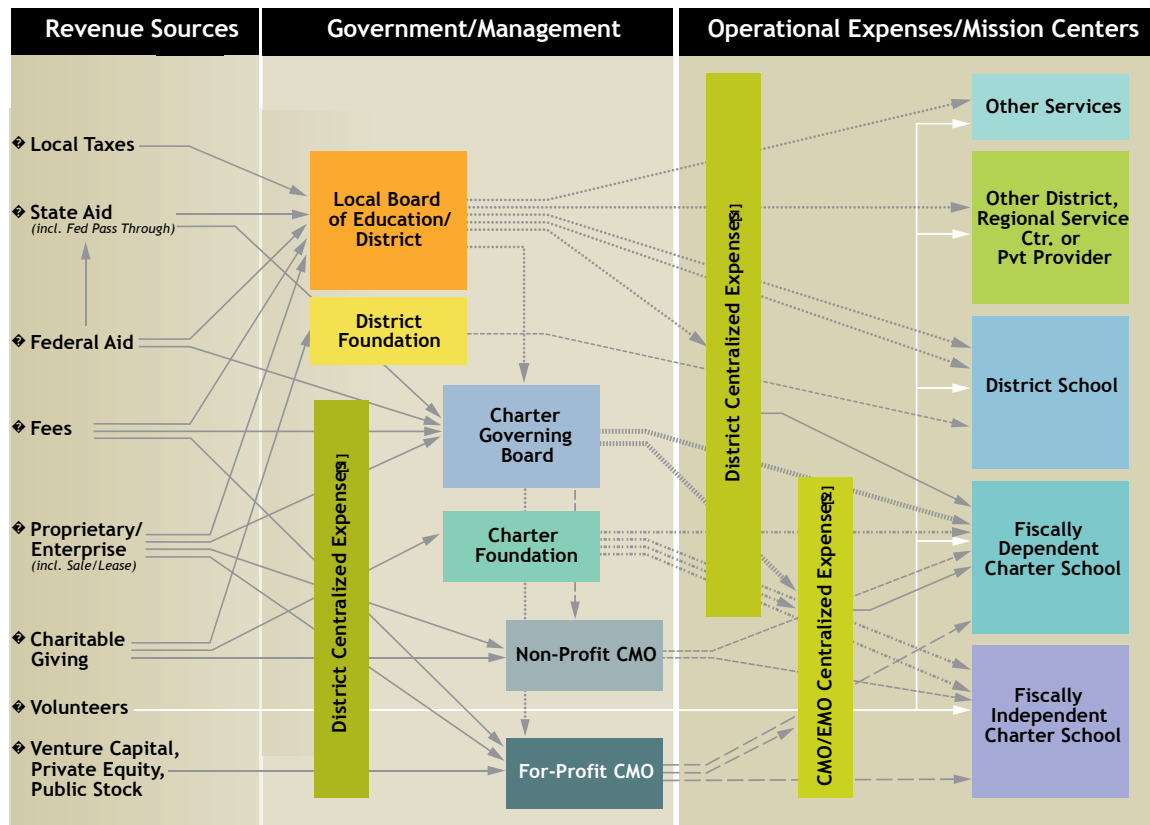 Revenue Sources
Government/Management
Operational Expenses/Mission Centers
� Local Taxes
� State Aid
(incl. Fed Pass Through)
� Federal Aid
� Fees
� Proprietary/
Enterprise
(incl. Sale/Lease)
� Charitable
Giving
� Volunteers
� Venture Capital,
Private Equity,
Public Stock
Local Board
of Education/
District
District
Foundation
Charter
Governing
Board
Charter
Foundation
Non-Profit CMO
For-Profit CMO
District Centralized Expenses
District Centralized Expenses
CMO/EMO Centralized Expenses[2]
Other Services
Other District,
Regional Service
Ctr. or
Pvt Provider
District School
Fiscally
Dependent
Charter School
Fiscally
Independent
Charter School